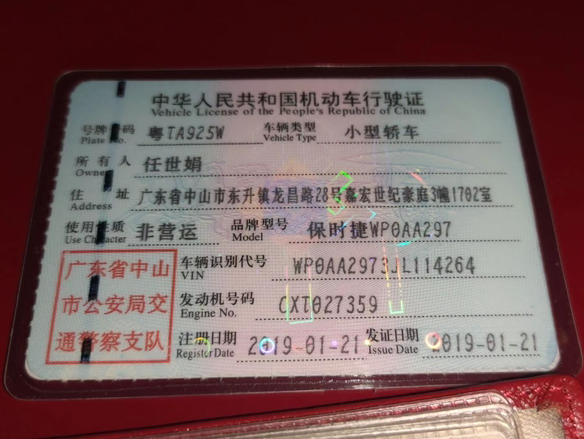 中华人民共和国机动车行驶证
Vehicle License of the People's Republic of China
号牌号码 粤TA925W 车辆类型 小型轿车
Plate No. Vehicle Type
所有人 任世娟
Owner
住址 广东省中山市东升镇龙昌路28号嘉宏世纪豪庭3幢1702室
Address
使用性质 非营运 品牌型号 保时捷WP0AA297
Use Character Model
广东省中山
市公安局交
通警察支队
车辆识别代号 WP0AA2973JL114264
VIN
发动机号码 CXT027359
Engine No.
注册日期 2019-01-21 发证日期 2019-01-21
Register Date Issue Date